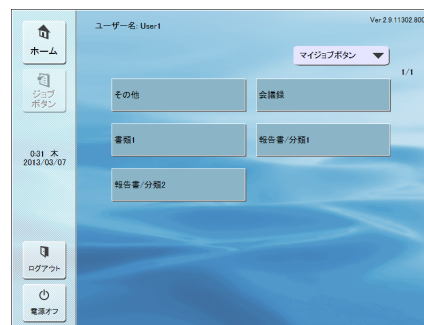 ユーザー名: User1
Ver 2.9.11302.800
ホーム
マイジョブボタン
1/1
ジョブ
ボタン
その他
会議録
書類1
報告書/分類1
0:31 木
2013/03/07
報告書/分類2
ログアウト
電源オフ